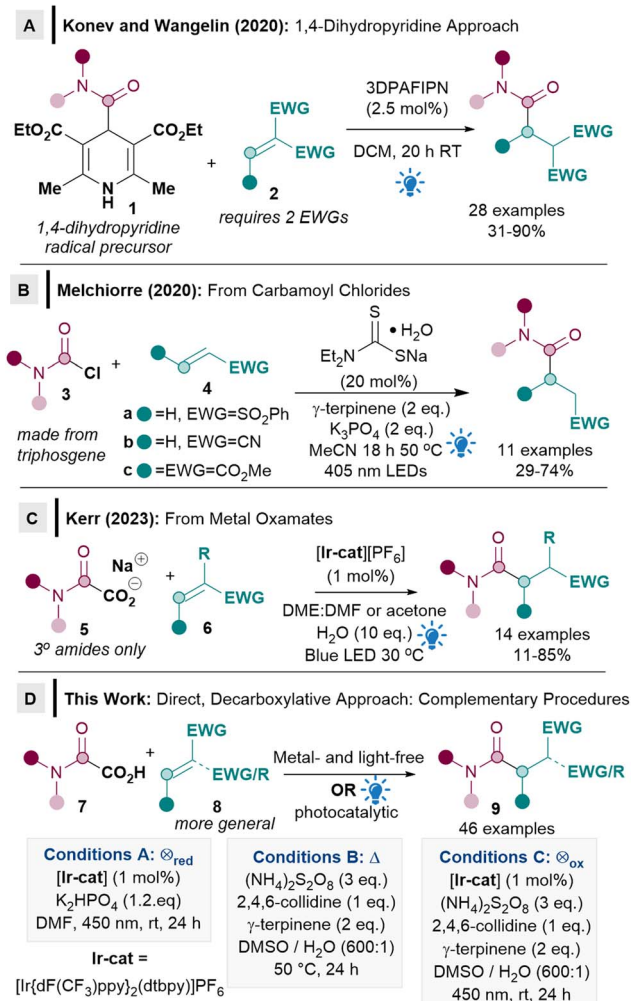 A Konev and Wangelin (2020): 1,4-Dihydropyridine Approach
N O
EtO₂C CO₂Et
Me N Me
H
1
1,4-dihydropyridine
radical precursor
+
EWG
EWG
2
requires 2 EWGs
3DPAFIPN
(2.5 mol%)
DCM, 20 h RT
N O
EWG
EWG
28 examples
31-90%
B Melchiorre (2020): From Carbamoyl Chlorides
O
N Cl
3
made from
triphosgene
+
EWG
4
a =H, EWG=SO₂Ph
b =H, EWG=CN
c =EWG=CO₂Me
S
• H₂O
Et₂N SNa
(20 mol%)
γ-terpinene (2 eq.)
K₃PO₄ (2 eq.)
MeCN 18 h 50 ºC
405 nm LEDs
N O
EWG
11 examples
29-74%
C Kerr (2023): From Metal Oxamates
O Na⊕
N CO₂⊖
5
3º amides only
+
R
EWG
6
[Ir-cat][PF₆]
(1 mol%)
DME:DMF or acetone
H₂O (10 eq.)
Blue LED 30 ºC
O R
N EWG
14 examples
11-85%
D This Work: Direct, Decarboxylative Approach: Complementary Procedures
O
N CO₂H
7
+
EWG
EWG/R
8
more general
Metal- and light-free
OR
photocatalytic
O EWG
N EWG/R
9
46 examples
Conditions A: ⊗red
[Ir-cat] (1 mol%)
K₂HPO₄ (1.2.eq)
DMF, 450 nm, rt, 24 h
Ir-cat =
[Ir{dF(CF₃)ppy}₂(dtbpy)]PF₆
Conditions B: Δ
(NH₄)₂S₂O₈ (3 eq.)
2,4,6-collidine (1 eq.)
γ-terpinene (2 eq.)
DMSO / H₂O (600:1)
50 °C, 24 h
Conditions C: ⊗ox
[Ir-cat] (1 mol%)
(NH₄)₂S₂O₈ (3 eq.)
2,4,6-collidine (1 eq.)
γ-terpinene (2 eq.)
DMSO / H₂O (600:1)
450 nm, rt, 24 h